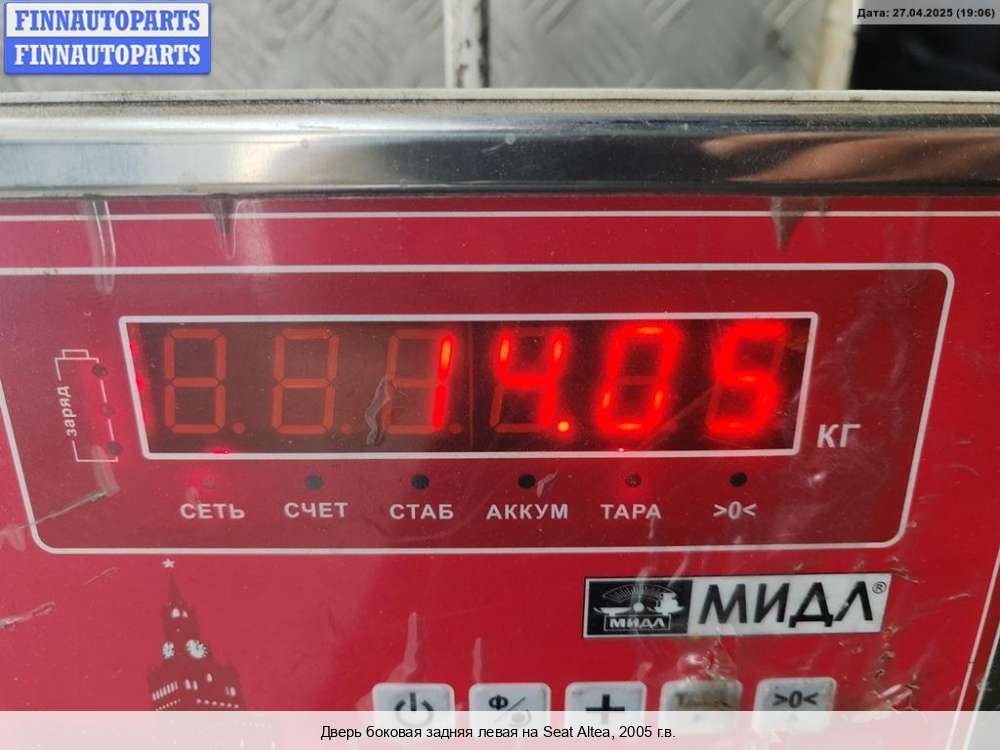 FINNAUTOPARTS
FINNAUTOPARTS
Дата: 27.04.2025 (19:06)
заряд
14.05
КГ
СЕТЬ СЧЕТ СТАБ АККУМ ТАРА >0<
МИДЛ
МИДЛ®
Ф +
>0<
Дверь боковая задняя левая на Seat Altea, 2005 г.в.